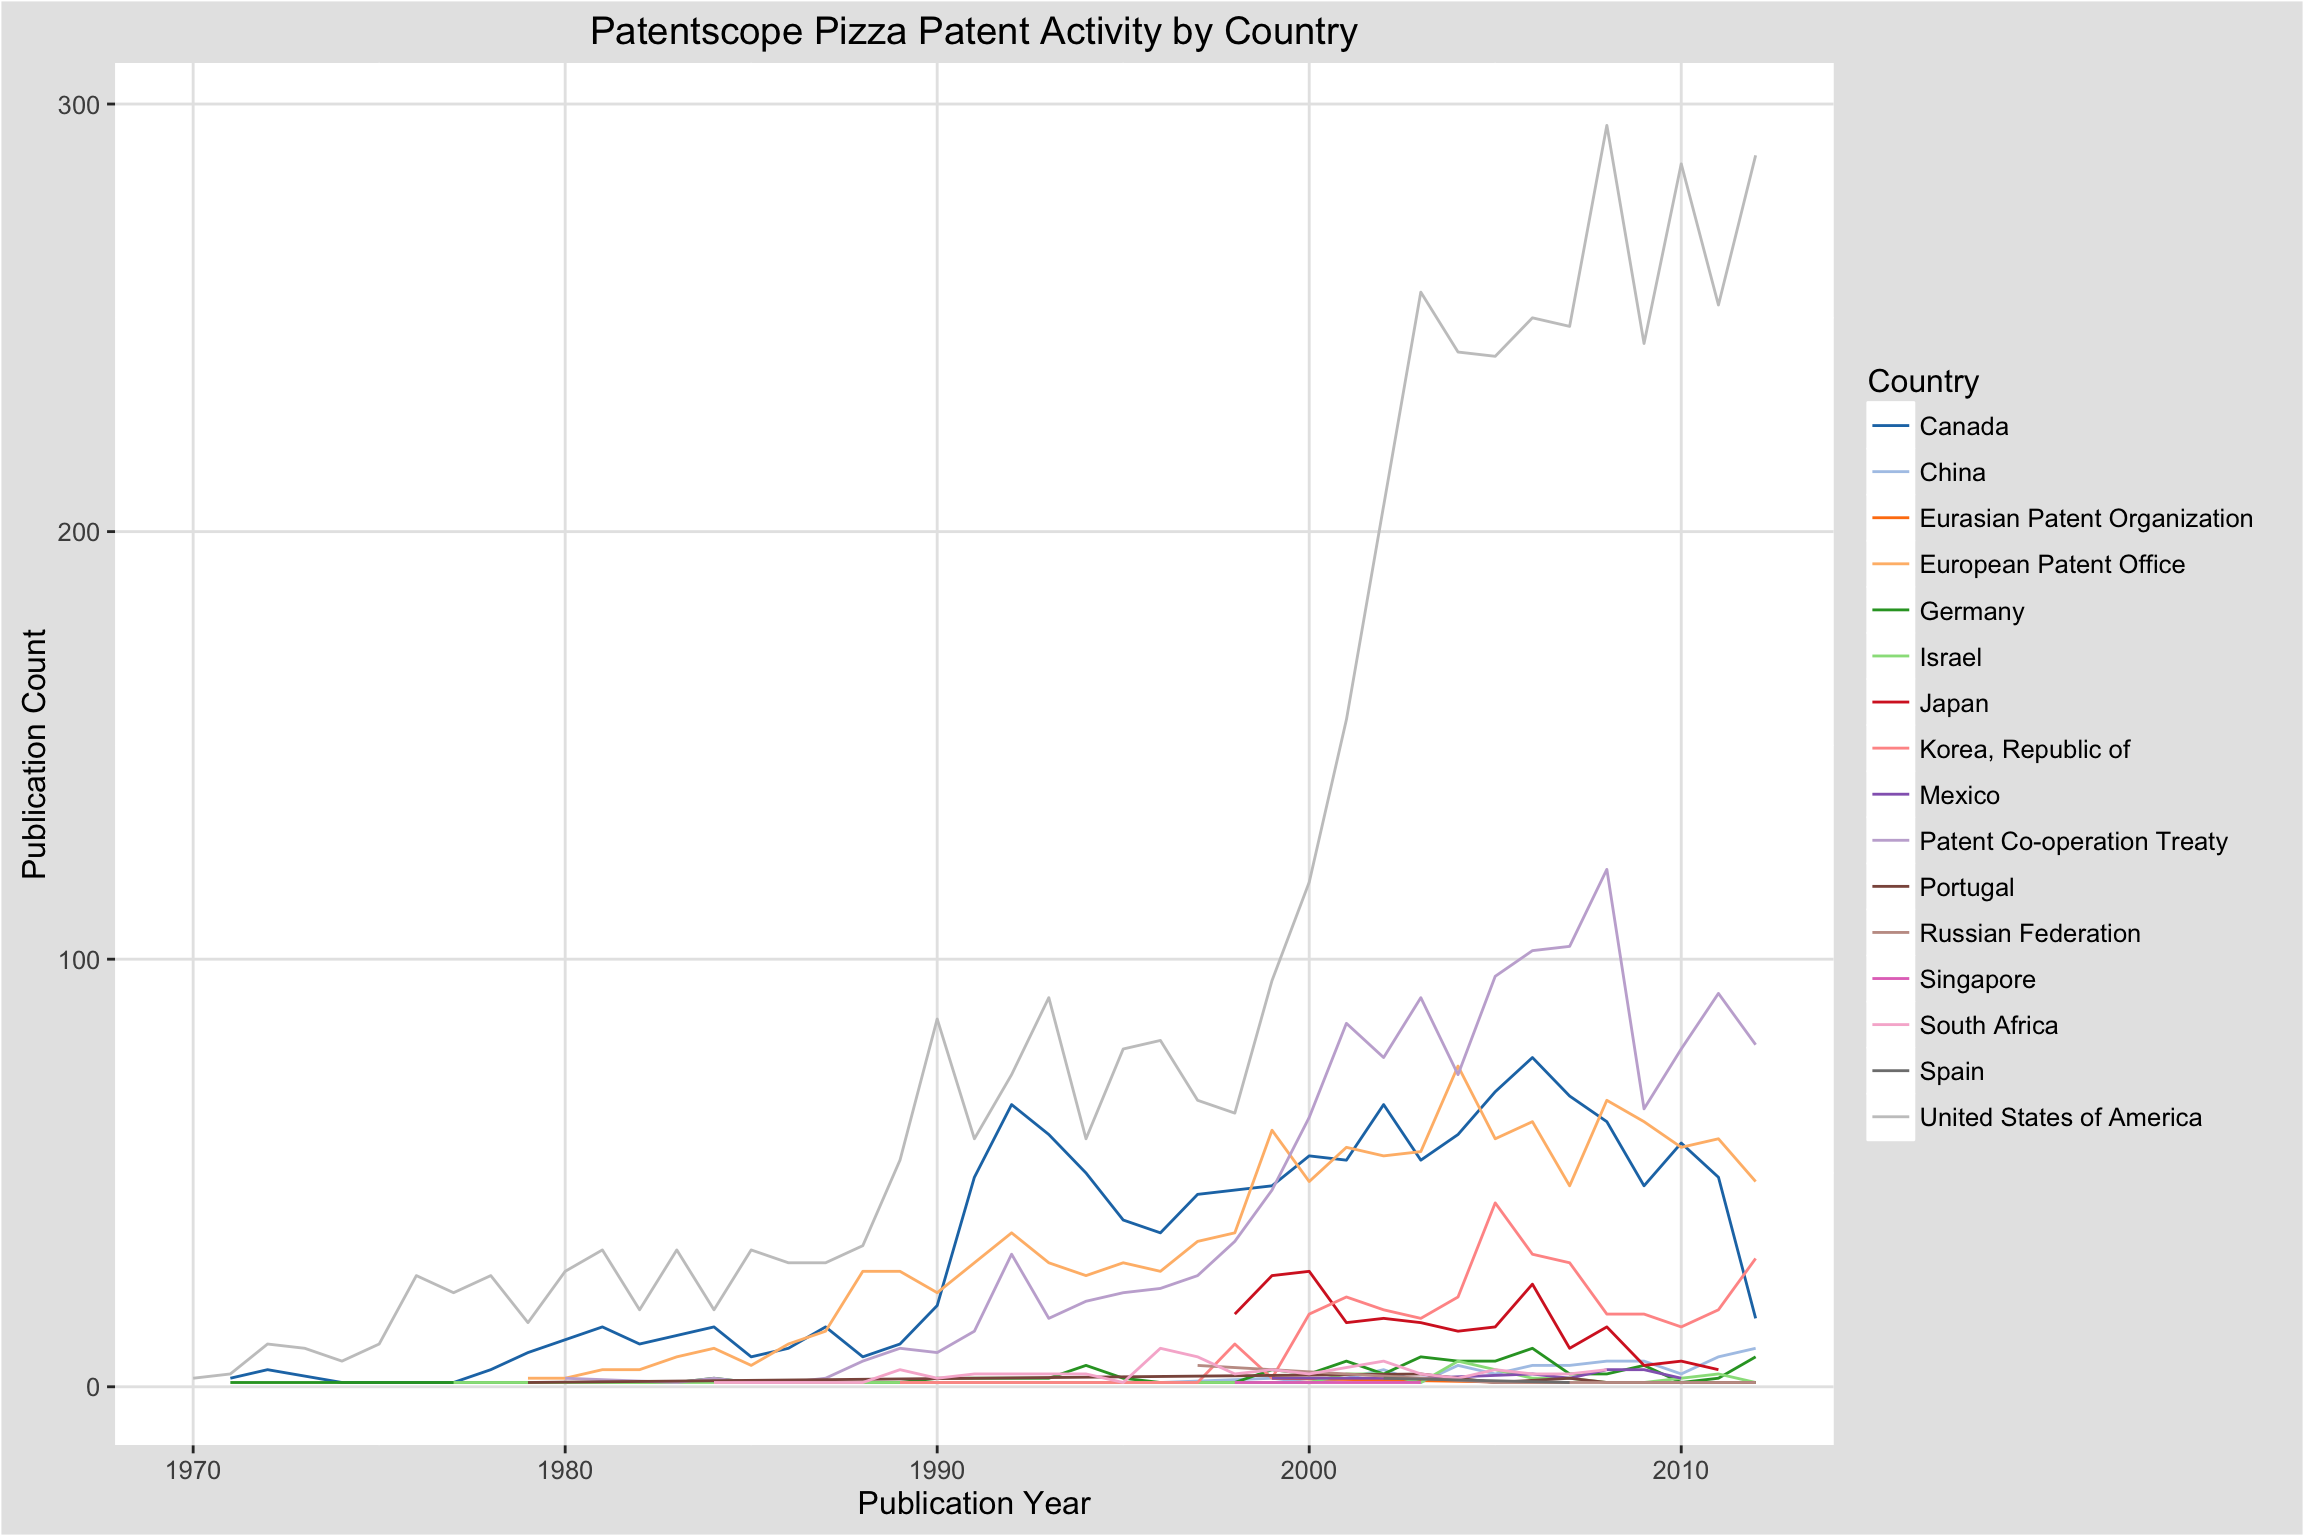 Patentscope Pizza Patent Activity by Country
300
200
100
0
Publication Count
1970
1980
1990
2000
2010
Publication Year
Country
Canada
China
Eurasian Patent Organization
European Patent Office
Germany
Israel
Japan
Korea, Republic of
Mexico
Patent Co-operation Treaty
Portugal
Russian Federation
Singapore
South Africa
Spain
United States of America